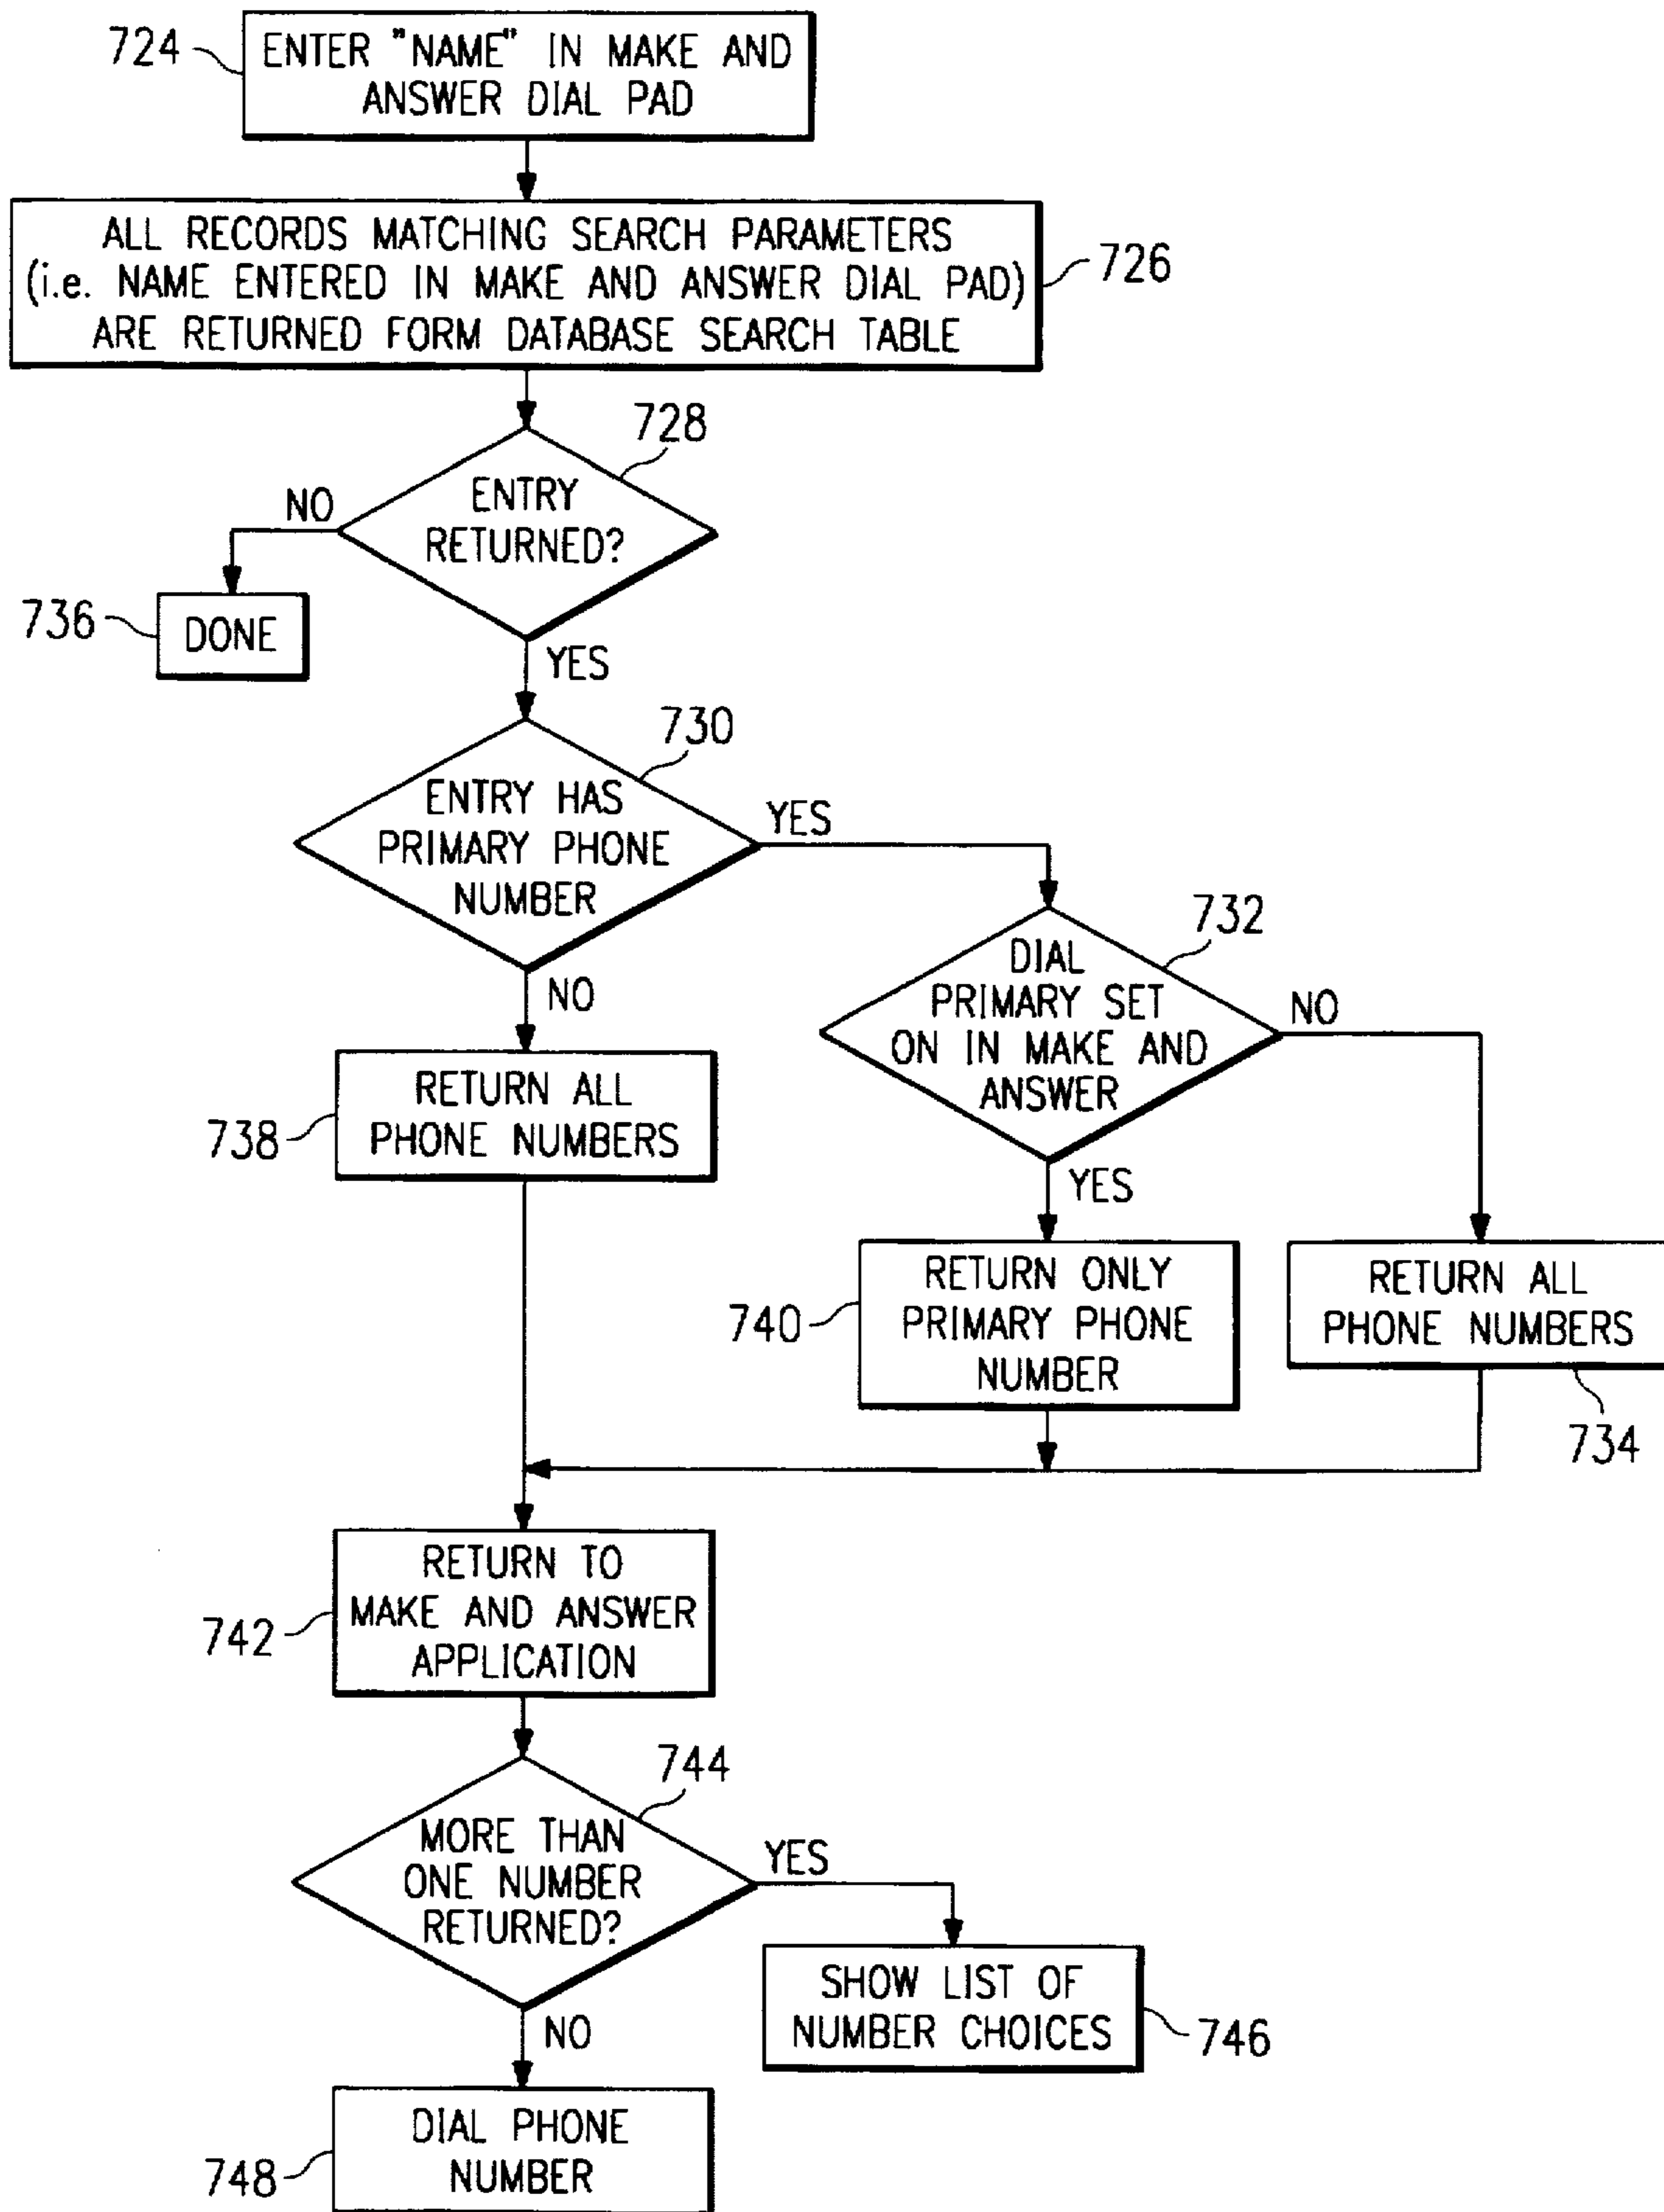 724
ENTER "NAME" IN MAKE AND
ANSWER DIAL PAD
ALL RECORDS MATCHING SEARCH PARAMETERS
(i.e. NAME ENTERED IN MAKE AND ANSWER DIAL PAD)
ARE RETURNED FORM DATABASE SEARCH TABLE
726
728
ENTRY
RETURNED?
NO
736
DONE
YES
730
ENTRY HAS
PRIMARY PHONE
NUMBER
YES
732
DIAL
PRIMARY SET
ON IN MAKE AND
ANSWER
NO
NO
738
RETURN ALL
PHONE NUMBERS
YES
740
RETURN ONLY
PRIMARY PHONE
NUMBER
RETURN ALL
PHONE NUMBERS
734
742
RETURN TO
MAKE AND ANSWER
APPLICATION
744
MORE THAN
ONE NUMBER
RETURNED?
YES
SHOW LIST OF
NUMBER CHOICES
746
NO
748
DIAL PHONE
NUMBER